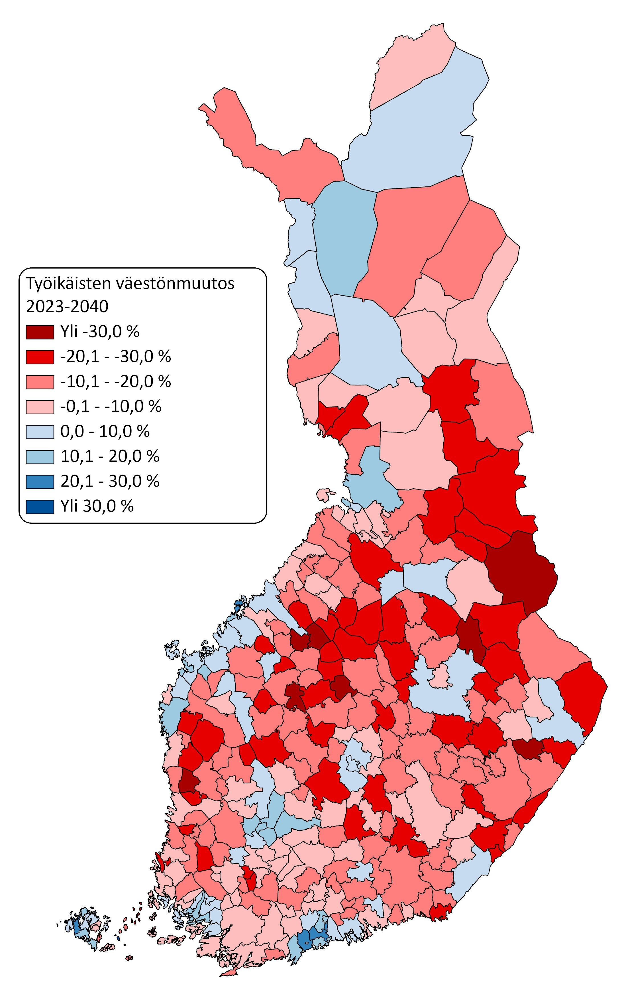 Työikäisten väestönmuutos
2023-2040
Yli -30,0 %
-20,1 - -30,0 %
-10,1 - -20,0 %
-0,1 - -10,0 %
0,0 - 10,0 %
10,1 - 20,0 %
20,1 - 30,0 %
Yli 30,0 %